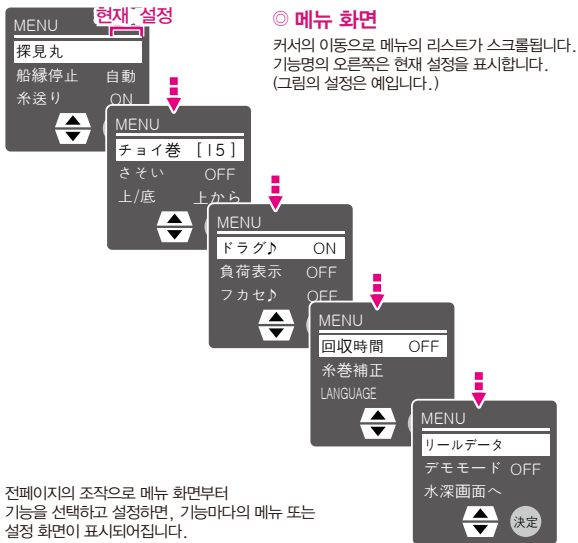 현재 설정
MENU
探見丸
船縁停止 自動
糸送り ON
◎ 메뉴 화면
커서의 이동으로 메뉴의 리스트가 스크롤됩니다.
기능명의 오른쪽은 현재 설정을 표시합니다.
(그림의 설정은 예입니다.)
MENU
チョイ巻 [15]
さそい OFF
上/底 上から
MENU
ドラグ♪ ON
負荷表示 OFF
フカセ♪ OFF
MENU
回収時間 OFF
糸巻補正
LANGUAGE
MENU
リールデータ
デモモード OFF
水深画面へ
決定
전페이지의 조작으로 메뉴 화면부터
기능을 선택하고 설정하면, 기능마다의 메뉴 또는
설정 화면이 표시되어집니다.